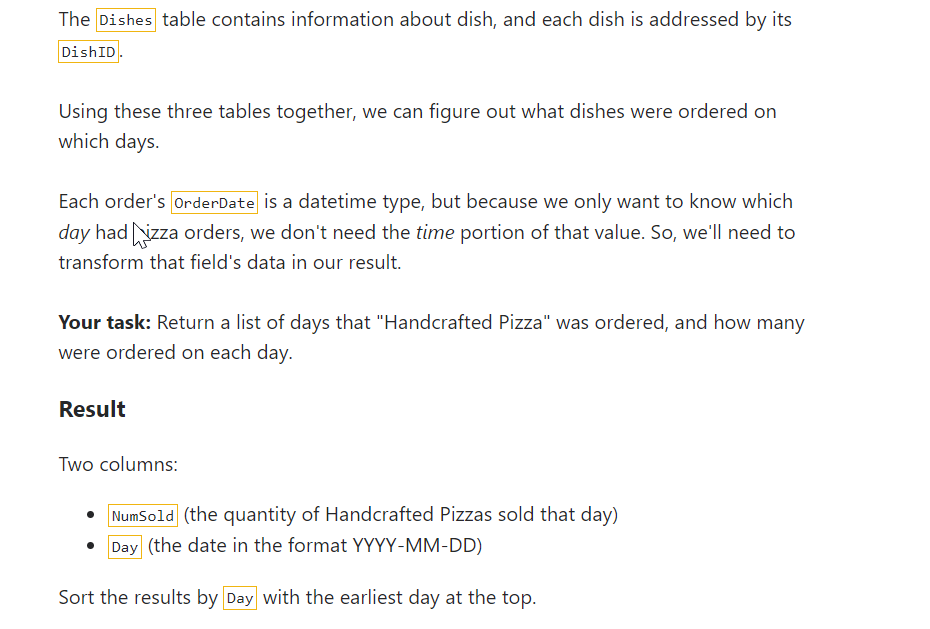 The Dishes table contains information about dish, and each dish is addressed by its
DishID.
Using these three tables together, we can figure out what dishes were ordered on
which days.
Each order's OrderDate is a datetime type, but because we only want to know which
day had pizza orders, we don't need the time portion of that value. So, we'll need to
transform that field's data in our result.
Your task: Return a list of days that "Handcrafted Pizza" was ordered, and how many
were ordered on each day.
Result
Two columns:
• NumSold (the quantity of Handcrafted Pizzas sold that day)
• Day (the date in the format YYYY-MM-DD)
Sort the results by Day with the earliest day at the top.